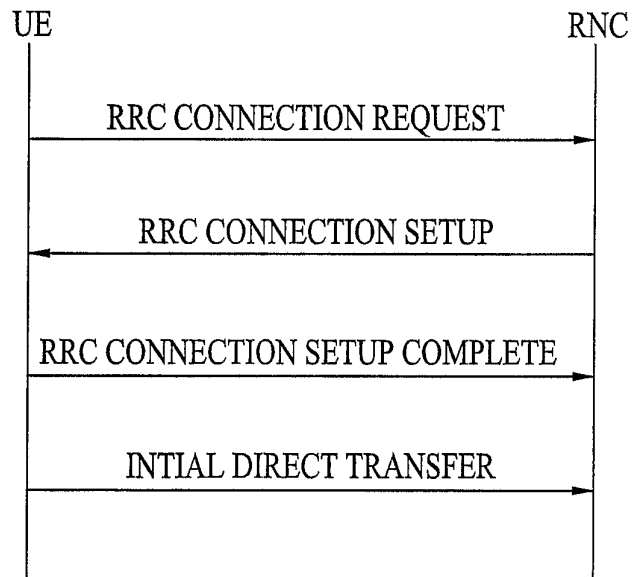 UE
RNC
RRC CONNECTION REQUEST
RRC CONNECTION SETUP
RRC CONNECTION SETUP COMPLETE
INTIAL DIRECT TRANSFER